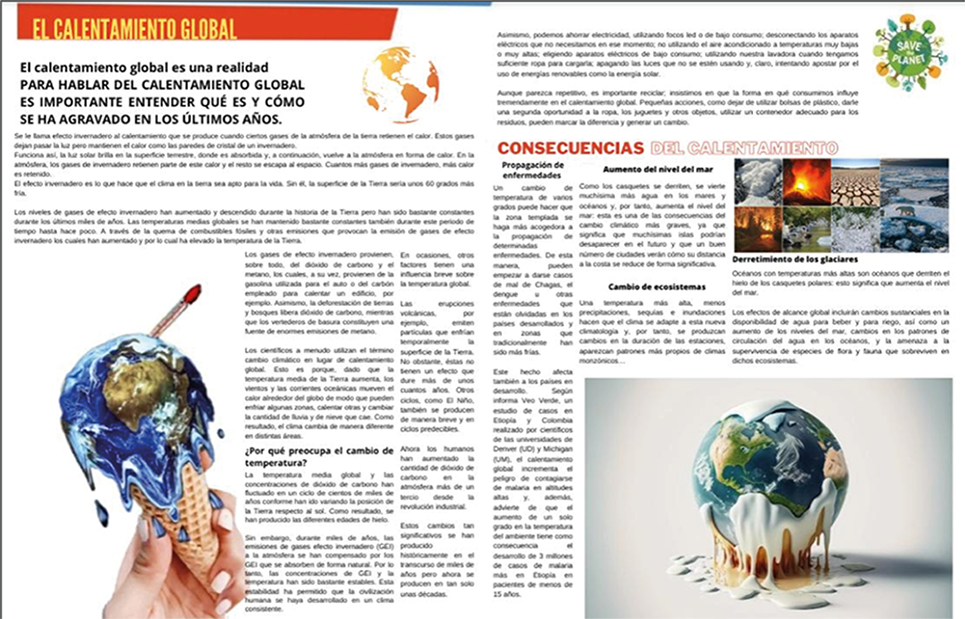 EL CALENTAMIENTO GLOBAL
El calentamiento global es una realidad
PARA HABLAR DEL CALENTAMIENTO GLOBAL
ES IMPORTANTE ENTENDER QUÉ ES Y CÓMO
SE HA AGRAVADO EN LOS ÚLTIMOS AÑOS.
Se le llama efecto invernadero al calentamiento que se produce cuando ciertos gases de la atmósfera de la tierra retienen el calor. Estos gases
dejan pasar la luz pero mantienen el calor como las paredes de cristal de un invernadero.
Funciona así, la luz solar brilla en la superficie terrestre, donde es absorbida y, a continuación, vuelve a la atmósfera en forma de calor. En la
atmósfera, los gases de invernadero retienen parte de este calor y el resto se escapa al espacio. Cuantos más gases de invernadero, más calor
es retenido.
El efecto invernadero es lo que hace que el clima en la tierra sea apto para la vida. Sin él, la superficie de la Tierra sería unos 60 grados más
fría.
Los niveles de gases de efecto invernadero han aumentado y descendido durante la historia de la Tierra pero han sido bastante constantes
durante los últimos miles de años. Las temperaturas medias globales se han mantenido bastante constantes también durante este período de
tiempo hasta hace poco. A través de la quema de combustibles fósiles y otras emisiones que provocan la emisión de gases de efecto
invernadero los cuales han aumentado y por lo cual ha elevado la temperatura de la Tierra.
Los gases de efecto invernadero provienen,
sobre todo, del dióxido de carbono y el
metano, los cuales, a su vez, provienen de la
gasolina utilizada para el auto o del carbón
empleado para calentar un edificio, por
ejemplo, Asimismo, la deforestación de tierras
y bosques libera dióxido de carbono, mientras
que los vertederos de basura constituyen una
fuente de enormes emisiones de metano.
Los científicos a menudo utilizan el término
cambio climático en lugar de calentamiento
global. Esto es porque, dado que la
temperatura media de la Tierra aumenta, los
vientos y las corrientes oceánicas mueven el
calor alrededor del globo de modo que pueden
enfriar algunas zonas, calentar otras y cambiar
la cantidad de lluvia y de nieve que cae. Como
resultado, el clima cambia de manera diferente
en distintas áreas.
¿Por qué preocupa el cambio de
temperatura?
La temperatura media global y las
concentraciones de dióxido de carbono han
fluctuado en un ciclo de cientos de miles de
años conforme han ido variando la posición de
la Tierra respecto al sol. Como resultado, se
han producido las diferentes edades de hielo.
Sin embargo, durante miles de años, las
emisiones de gases efecto invernadero (GEI) a
la atmósfera se han compensado por los
GEI que se absorben de forma natural. Por lo
tanto, las concentraciones de GEI y la
temperatura han sido bastante estables. Esta
estabilidad ha permitido que la civilización
humana se haya desarrollado en un clima
consistente.
En ocasiones, otros
factores tienen una
influencia breve sobre
la temperatura global.
Las erupciones
volcánicas, por
ejemplo, emiten
partículas que enfrían
temporalmente la
superficie de la Tierra.
No obstante, éstas no
tienen un efecto que
dure más de unos
cuantos años. Otros
ciclos, como El Niño,
también se producen
de manera breve y en
ciclos predecibles.
Ahora los humanos
han aumentado la
cantidad de dióxido de
carbono en la
atmósfera más de un
tercio desde la
revolución industrial.
Estos cambios tan
significativos se han
producido
históricamente en el
transcurso de miles de
años pero ahora se
producen en tan solo
unas décadas.
Asimismo, podemos ahorrar electricidad, utilizando focos led o de bajo consumo; desconectando los aparatos
eléctricos que no necesitamos en ese momento; no utilizando el aire acondicionado a temperaturas muy bajas
o muy altas; eligiendo aparatos eléctricos de bajo consumo; utilizando nuestra lavadora cuando tengamos
suficiente ropa para cargarla; apagando las luces que no se estén usando y, claro, intentando apostar por el
uso de energías renovables como la energía solar.
Aunque parezca repetitivo, es importante reciclar; insistimos en que la forma en qué consumimos influye
tremendamente en el calentamiento global. Pequeñas acciones, como dejar de utilizar bolsas de plástico, darle
una segunda oportunidad a la ropa, los juguetes y otros objetos, utilizar un contenedor adecuado para los
residuos, pueden marcar la diferencia y generar un cambio.
SAVE
the
PLANET
CONSECUENCIAS DEL CALENTAMIENTO
Propagación de
enfermedades
Un cambio de
temperatura de varios
grados puede hacer que
la zona templada se
haga más acogedora a
la propagación de
determinadas
enfermedades. De esta
manera, pueden
empezar a darse casos
de mal de Chagas, el
dengue u otras
enfermedades que
están olvidadas en los
países desarrollados y
en zonas que
tradicionalmente han
sido más frías.
Este hecho afecta
también a los países en
desarrollo. Según
informa Veo Verde, un
estudio de casos en
Etiopía y Colombia
realizado por científicos
de las universidades de
Denver (UD) y Michigan
(UM), el calentamiento
global incrementa el
peligro de contagiarse
de malaria en altitudes
altas y, además,
advierte de que el
aumento de un solo
grado en la temperatura
del ambiente tiene como
consecuencia el
desarrollo de 3 millones
de casos de malaria
más en Etiopía en
pacientes de menos de
15 años.
Aumento del nivel del mar
Como los casquetes se derriten, se vierte
muchísima más agua en los mares y
océanos y, por tanto, aumenta el nivel del
mar: esta es una de las consecuencias del
cambio climático más graves, ya que
significa que muchísimas islas podrían
desaparecer en el futuro y que un buen
número de ciudades verán cómo su distancia
a la costa se reduce de forma significativa.
Cambio de ecosistemas
Una temperatura más alta, menos
precipitaciones, sequías e inundaciones
hacen que el clima se adapte a esta nueva
climatología y, por tanto, se produzcan
cambios en la duración de las estaciones,
aparezcan patrones más propios de climas
monzónicos...
Derretimiento de los glaciares
Océanos con temperaturas más altas son océanos que derriten el
hielo de los casquetes polares: esto significa que aumenta el nivel
del mar.
Los efectos de alcance global incluirán cambios sustanciales en la
disponibilidad de agua para beber y para riego, así como un
aumento de los niveles del mar, cambios en los patrones de
circulación del agua en los océanos, y la amenaza a la
supervivencia de especies de flora y fauna que sobreviven en
dichos ecosistemas.